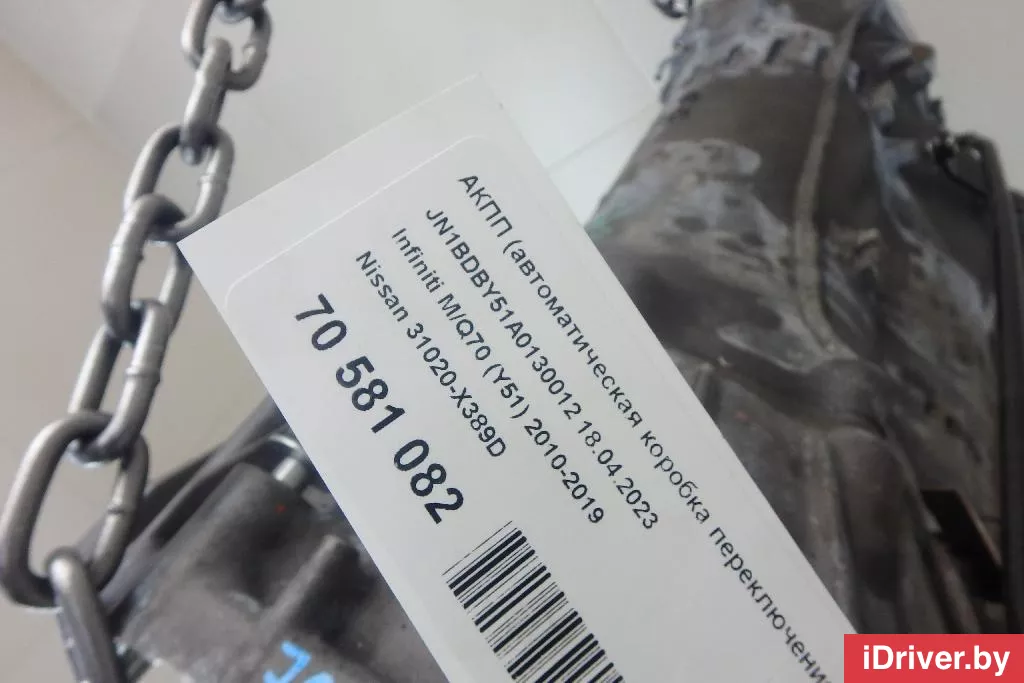 АКПП (автоматическая коробка переключени
JN1BDBY51A0130012 18.04.2023
Infiniti M/Q70 (Y51) 2010-2019
Nissan 31020-X389D
70 581 082
iDriver.by